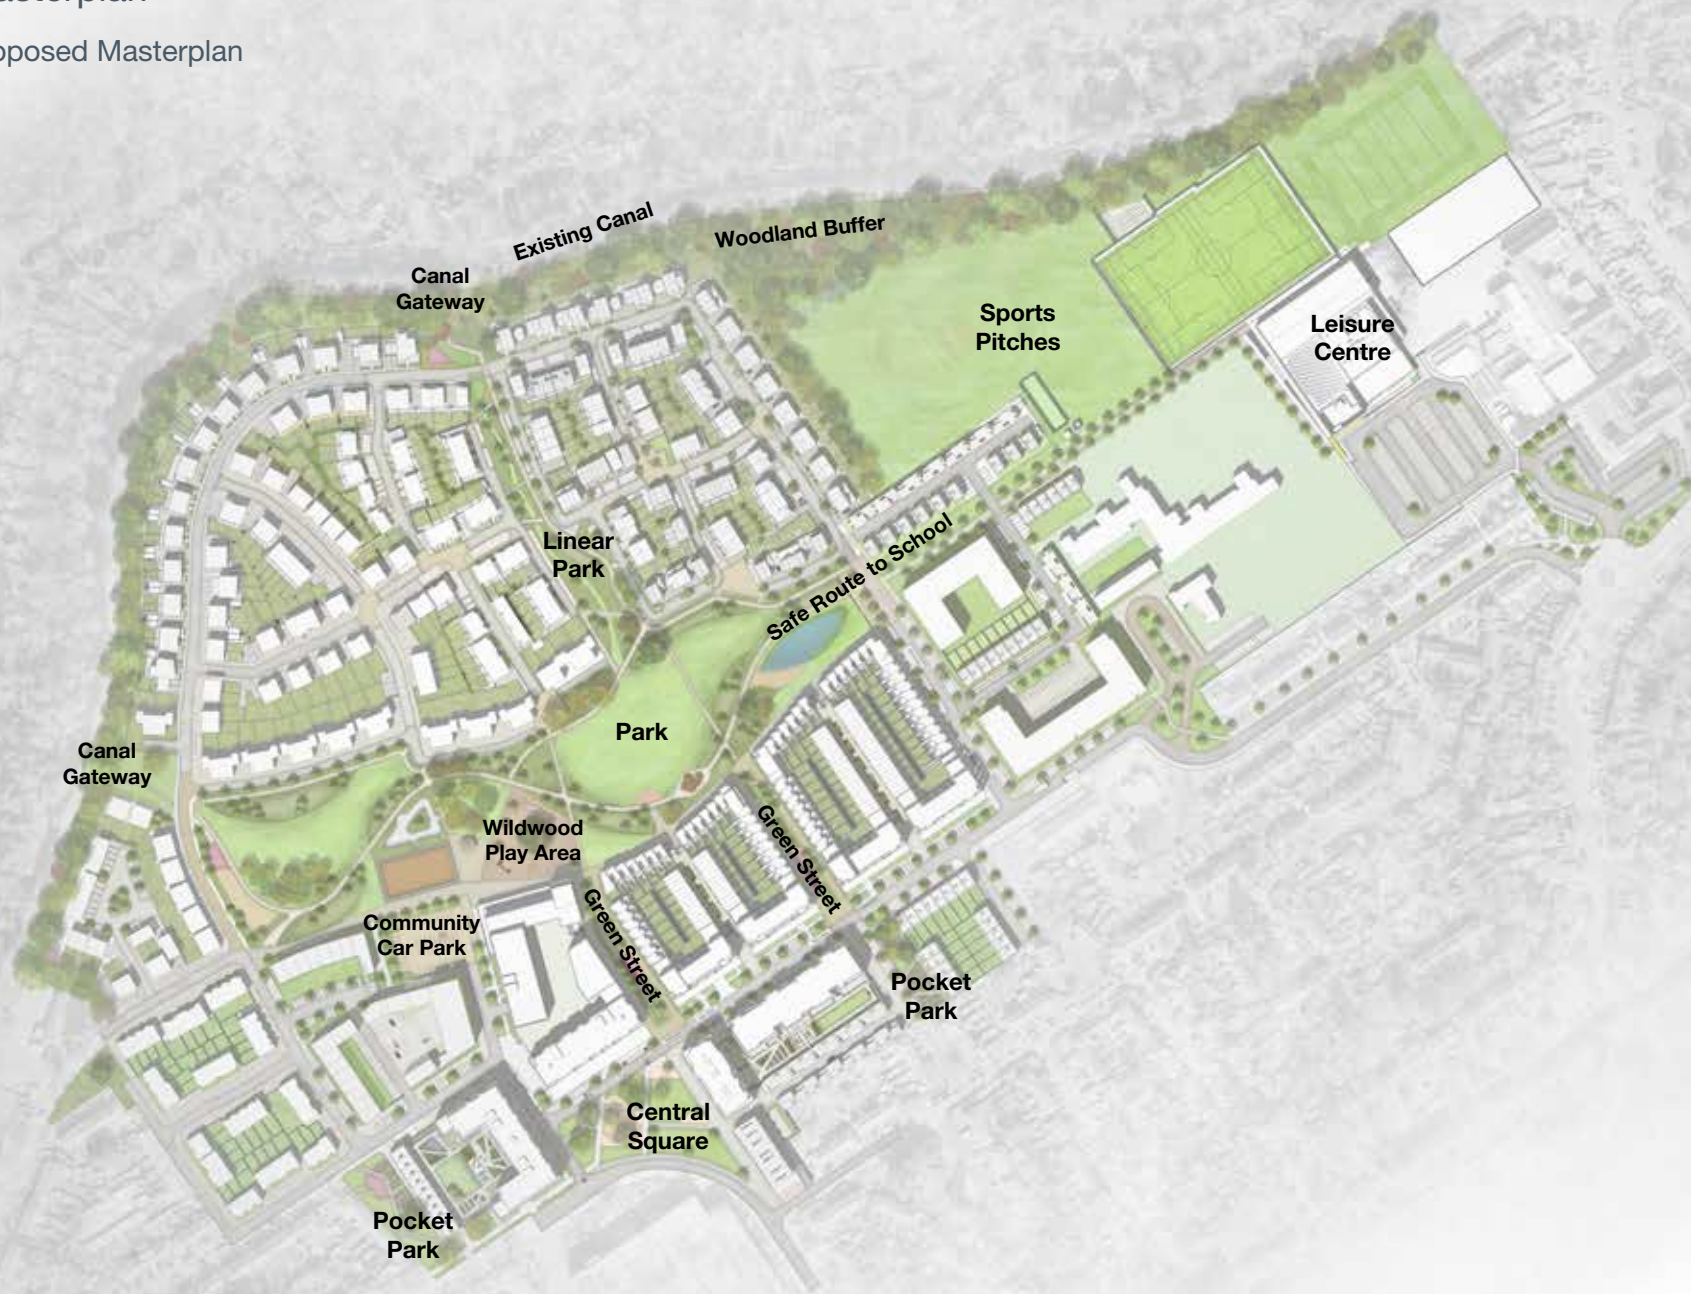 Proposed Masterplan
Existing Canal
Woodland Buffer
Canal
Gateway
Sports
Pitches
Leisure
Centre
Linear
Park
Safe Route to School
Park
Canal
Gateway
Wildwood
Play Area
Green Street
Green Street
Community
Car Park
Pocket
Park
Central
Square
Pocket
Park